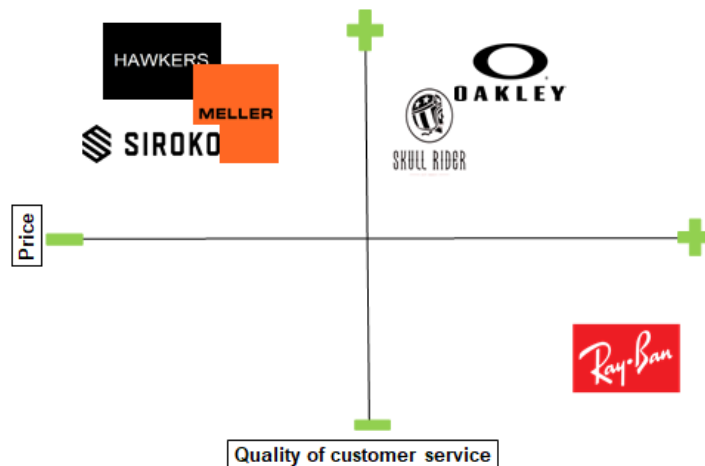 HAWKERS
MELLER
SIROKO
OAKLEY
SKULL RIDER
Price
Ray-Ban
Quality of customer service